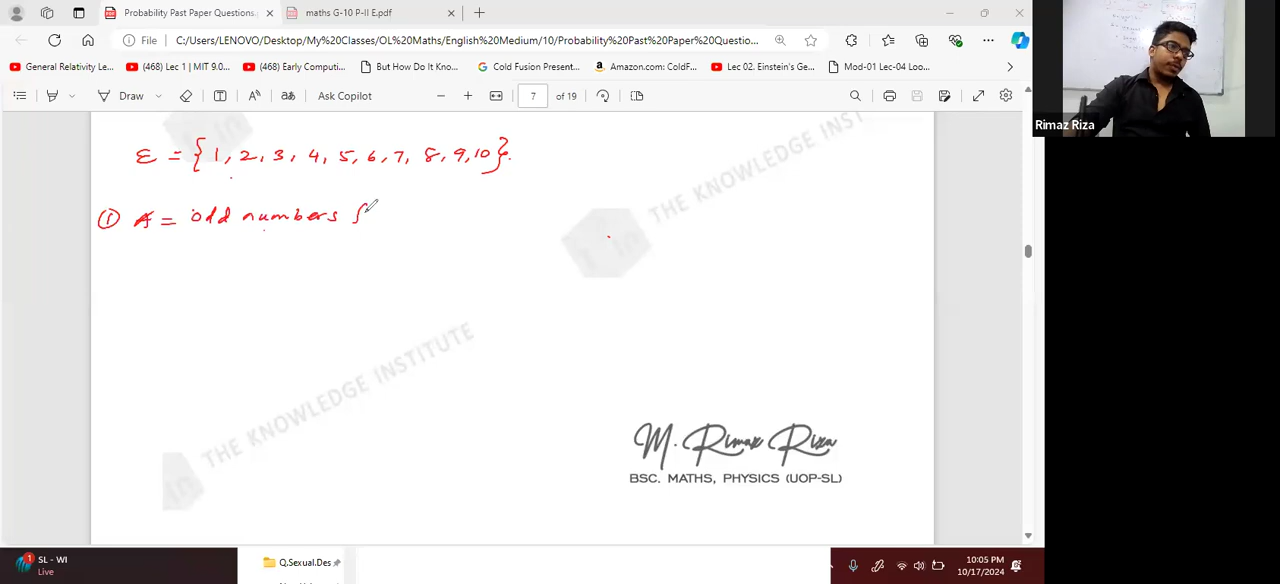 Probability Past Paper Questions.
maths G-10 P-II E.pdf
File
C:/Users/LENOVO/Desktop/My%20Classes/OL%20Maths/English%20Medium/10/Probability%20Past%20Paper%20Questio...
General Relativity Le...
(468) Lec 1 | MIT 9.0...
(468) Early Computi...
But How Do It Kno...
Cold Fusion Present...
Amazon.com: ColdF...
Lec 02. Einstein's Ge...
Mod-01 Lec-04 Loo...
Draw
Ask Copilot
7 of 19
Rimaz Riza
ε = { 1, 2, 3, 4, 5, 6, 7, 8, 9, 10 }.
① A = odd numbers
THE KNOWLEDGE INST
THE KNOWLEDGE INSTITUTE
M. Rimaz Riza
BSC. MATHS, PHYSICS (UOP-SL)
SL - WI
Live
1
Q.Sexual.Des
10:05 PM
10/17/2024